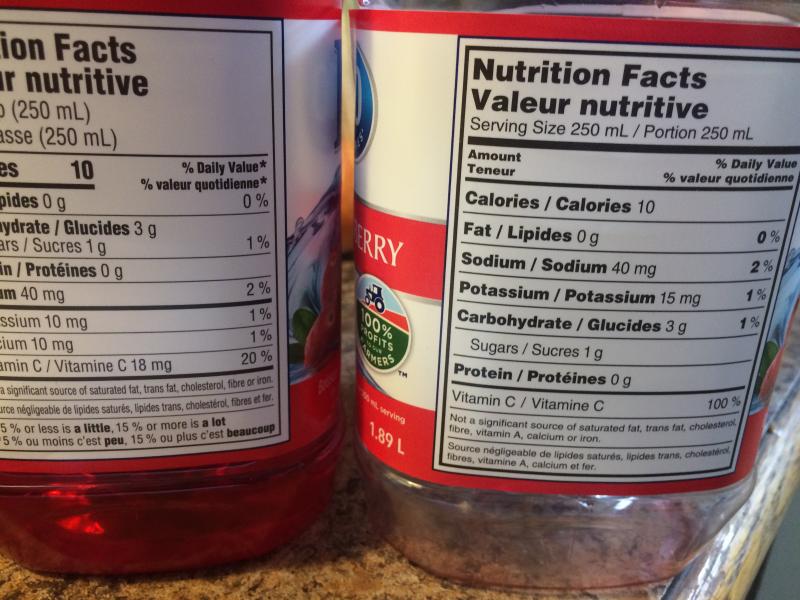 ion Facts
r nutritive
(250 mL)
asse (250 mL)
es 10
% Daily Value*
% valeur quotidienne*
pides 0 g 0 %
ydrate / Glucides 3 g
ars / Sucres 1 g 1 %
in / Protéines 0 g
um 40 mg 2 %
ssium 10 mg 1 %
cium 10 mg 1 %
amin C / Vitamine C 18 mg 20 %
a significant source of saturated fat, trans fat, cholesterol, fibre or iron.
urce négligeable de lipides saturés, lipides trans, cholestérol, fibres et fer.
5 % or less is a little, 15 % or more is a lot
5 % ou moins c'est peu, 15 % ou plus c'est beaucoup
ERRY
100%
PROFITS
FARMERS
TM
mL serving
1.89 L
Nutrition Facts
Valeur nutritive
Serving Size 250 mL / Portion 250 mL
Amount % Daily Value
Teneur % valeur quotidienne
Calories / Calories 10
Fat / Lipides 0 g 0 %
Sodium / Sodium 40 mg 2 %
Potassium / Potassium 15 mg 1 %
Carbohydrate / Glucides 3 g 1 %
Sugars / Sucres 1 g
Protein / Protéines 0 g
Vitamin C / Vitamine C 100 %
Not a significant source of saturated fat, trans fat, cholesterol,
fibre, vitamin A, calcium or iron.
Source négligeable de lipides saturés, lipides trans, cholestérol,
fibres, vitamine A, calcium et fer.